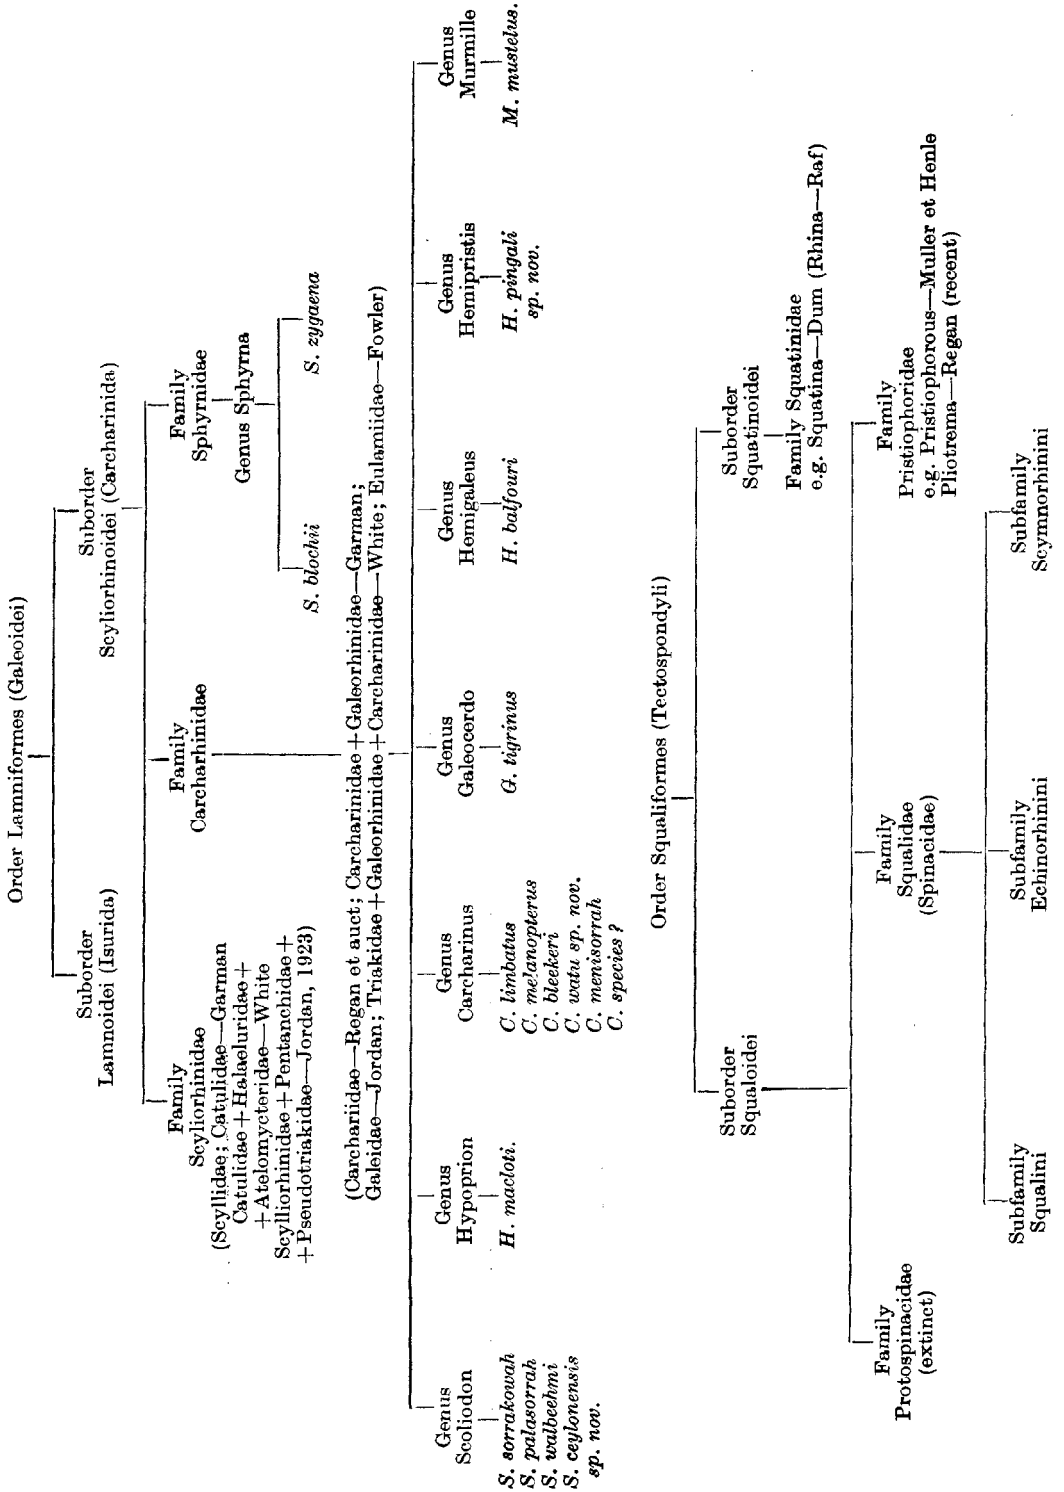 Order Lamniformes (Galeoidei)
Suborder
Lamnoidei (Isurida)
Suborder
Scyliorhinoidei (Carcharinida)
Family
Scyliorhinidae
(Scyllidae; Catulidae—Garman
Catulidae+Halaeluridae+
+Atelomycteridae—White
Scylliorhinidae+Pentanchidae+
+Pseudotriakidae—Jordan, 1923)
Family
Carcharhinidae
Family
Sphyrnidae
Genus Sphyrna
S. blochii
S. zygaena
(Carchariidae—Regan et auct; Carcharinidae+Galeorhinidae—Garman;
Galeidae—Jordan; Triakidae+Galeorhinidae+Carcharinidae—White; Eulamiidae—Fowler)
Genus
Scoliodon
S. sorrakowah
S. palasorrah
S. walbeehmi
S. ceylonensis
sp. nov.
Genus
Hypoprion
H. macloti.
Genus
Carcharinus
C. limbatus
C. melanopterus
C. bleekeri
C. watu sp. nov.
C. menisorrah
C. species?
Genus
Galeocerdo
G. tigrinus
Genus
Hemigaleus
H. balfouri
Genus
Hemipristis
H. pingali
sp. nov.
Genus
Murmille
M. mustelus.
Order Squaliformes (Tectospondyli)
Suborder
Squaloidei
Suborder
Squatinoidei
Family Squatinidae
e.g. Squatina—Dum (Rhina—Raf)
Family
Protospinacidae
(extinct)
Family
Squalidae
(Spinacidae)
Family
Pristiophoridae
e.g. Pristiophorous—Muller et Henle
Pliotrema—Regan (recent)
Subfamily
Squalini
Subfamily
Echinorhinini
Subfamily
Scymnorhinini